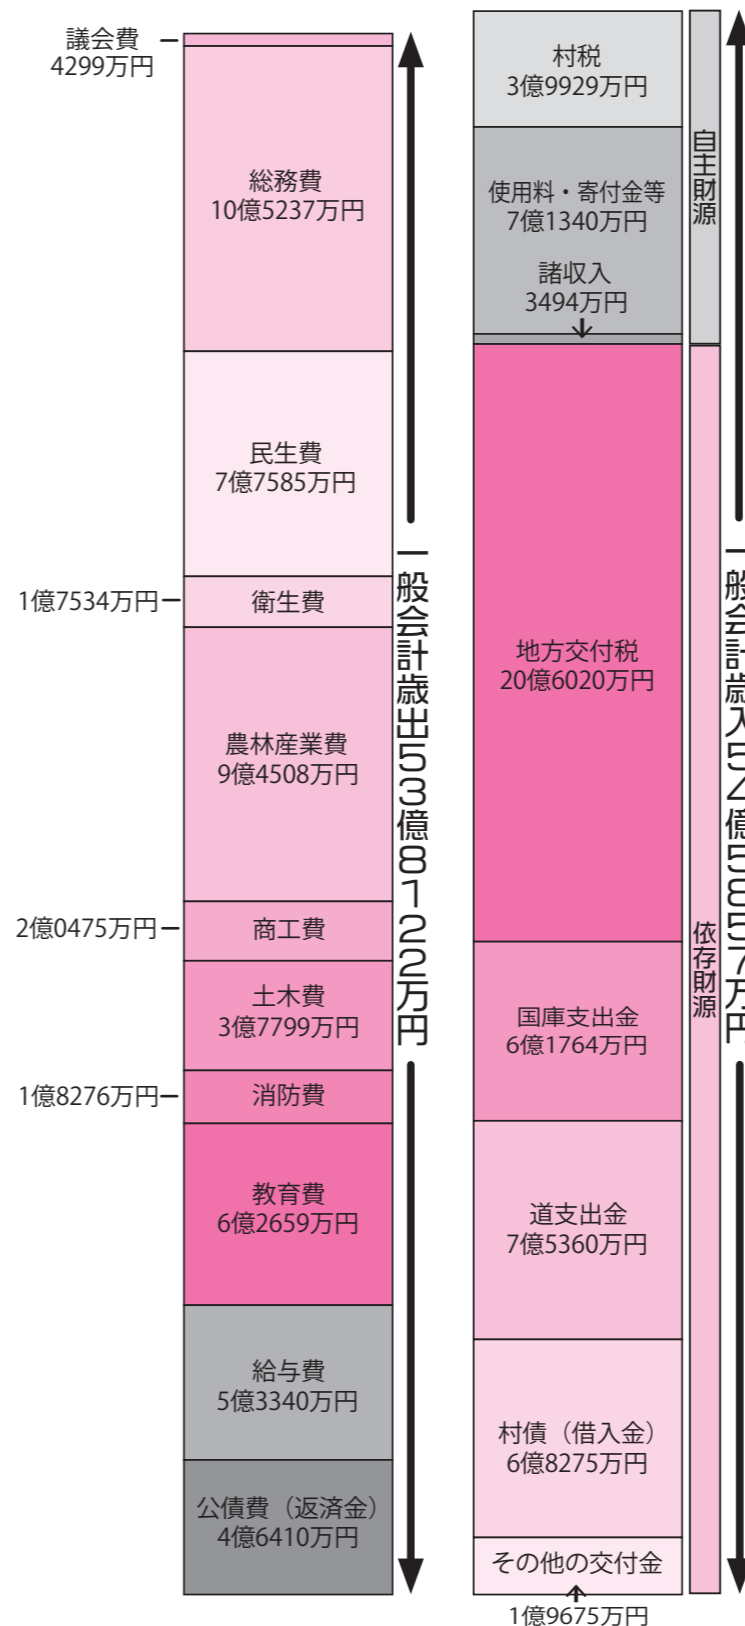 議会費
4299万円
総務費
10億5237万円
民生費
7億7585万円
1億7534万円
衛生費
農林産業費
9億4508万円
2億0475万円
商工費
土木費
3億7799万円
1億8276万円
消防費
教育費
6億2659万円
給与費
5億3340万円
公債費（返済金）
4億6410万円
一般会計歳出53億8122万円
村税
3億9929万円
使用料・寄付金等
7億1340万円
諸収入
3494万円
地方交付税
20億6020万円
国庫支出金
6億1764万円
道支出金
7億5360万円
村債（借入金）
6億8275万円
その他の交付金
1億9675万円
自主財源
依存財源
一般会計歳入54億5857万円